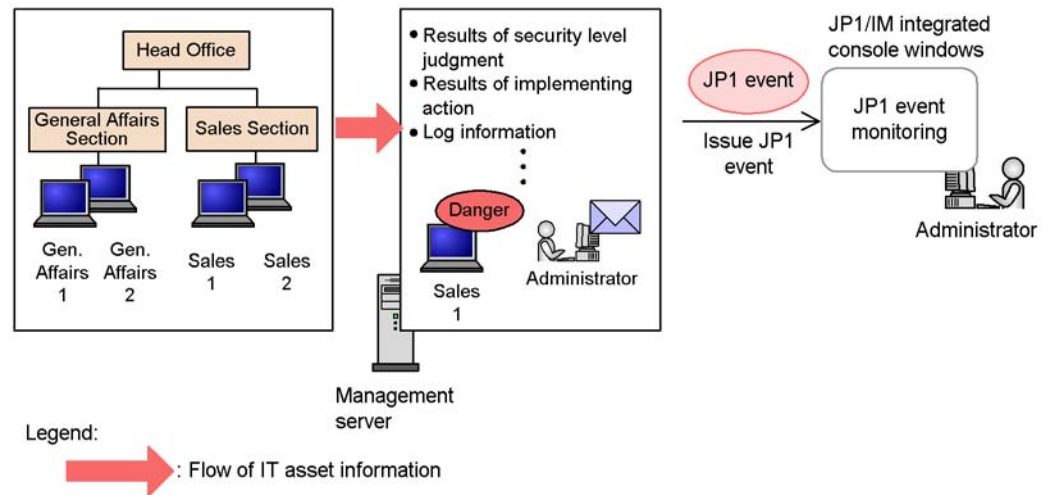 Head Office
General Affairs
Section
Sales Section
Gen.
Affairs
1
Gen.
Affairs
2
Sales
1
Sales
2
• Results of security level
judgment
• Results of implementing
action
• Log information
Danger
Sales
1
Administrator
Management
server
JP1 event
Issue JP1
event
JP1/IM integrated
console windows
JP1 event
monitoring
Administrator
Legend:
: Flow of IT asset information